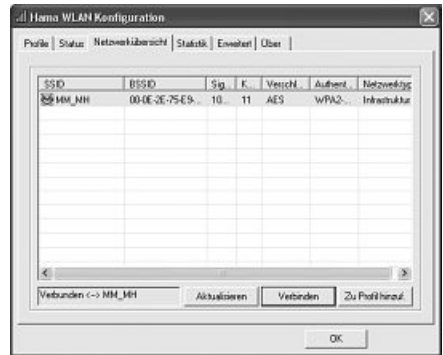 Hama WLAN Konfiguration
Profile Status Netzwerkübersicht Statistik Erweitert Über
SSID BSSID Sig... K... Verschl... Authent... Netzwerktyp
MM_MH 00-0E-2E-75-E9-... 10... 11 AES WPA2-... Infrastruktur
Verbunden <-> MM_MH Aktualisieren Verbinden Zu Profil hinzuf.
OK